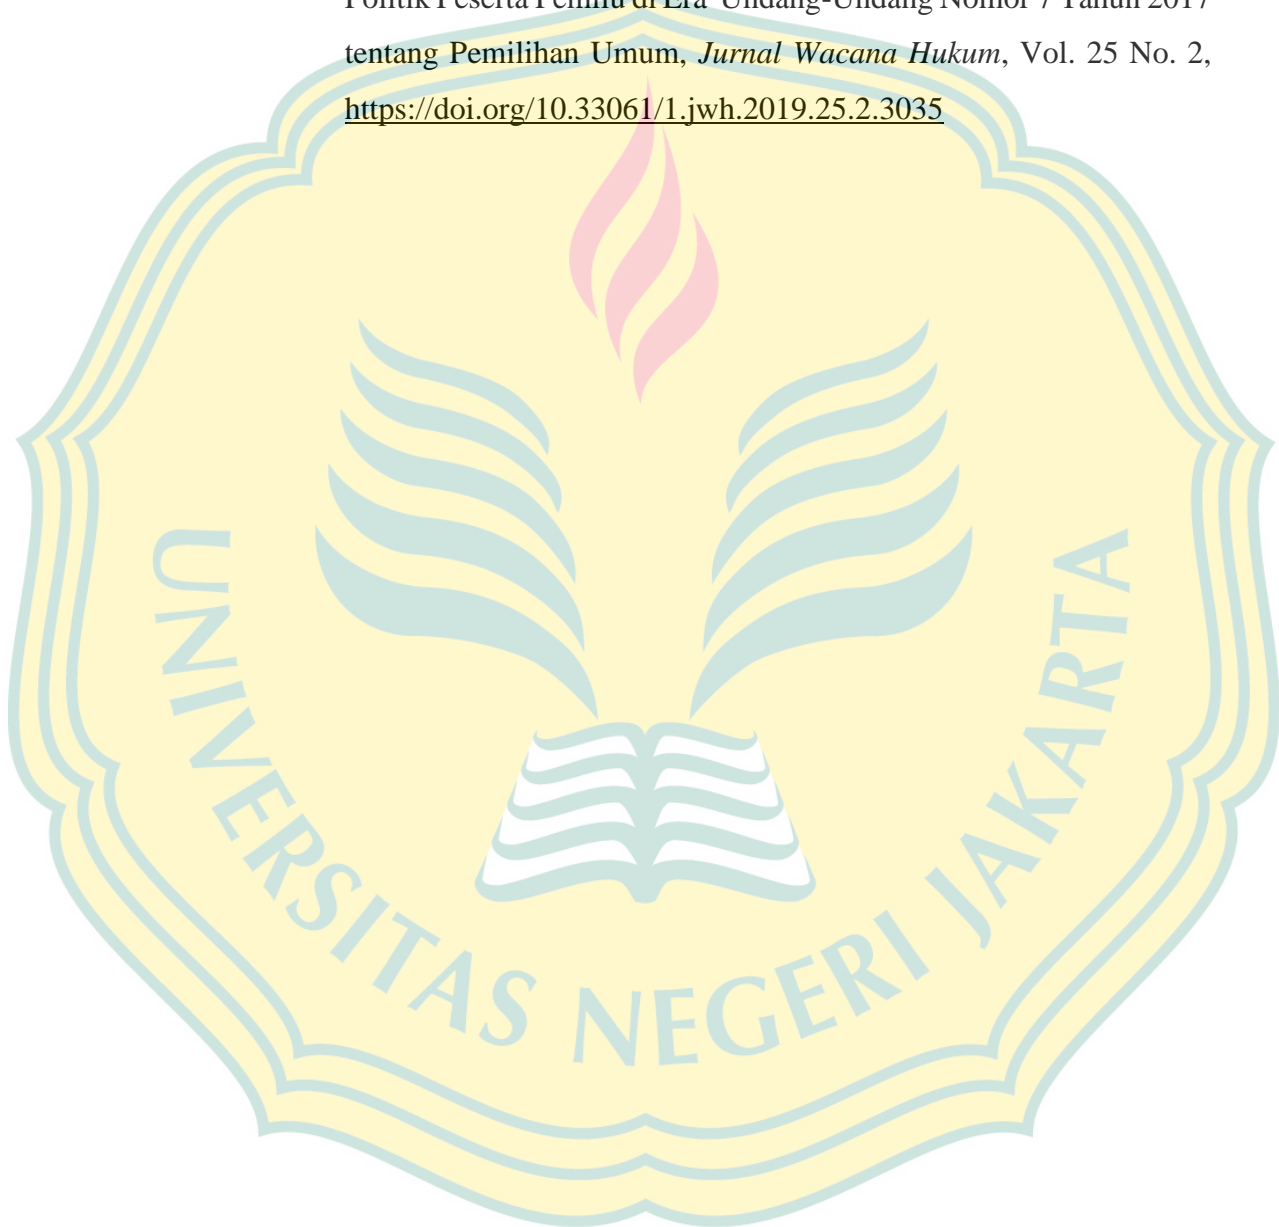 Politik Peserta Pemilu di Era Undang-Undang Nomor 7 Tahun 2017
tentang Pemilihan Umum, Jurnal Wacana Hukum, Vol. 25 No. 2,
https://doi.org/10.33061/1.jwh.2019.25.2.3035
UNIVERSITAS NEGERI JAKARTA